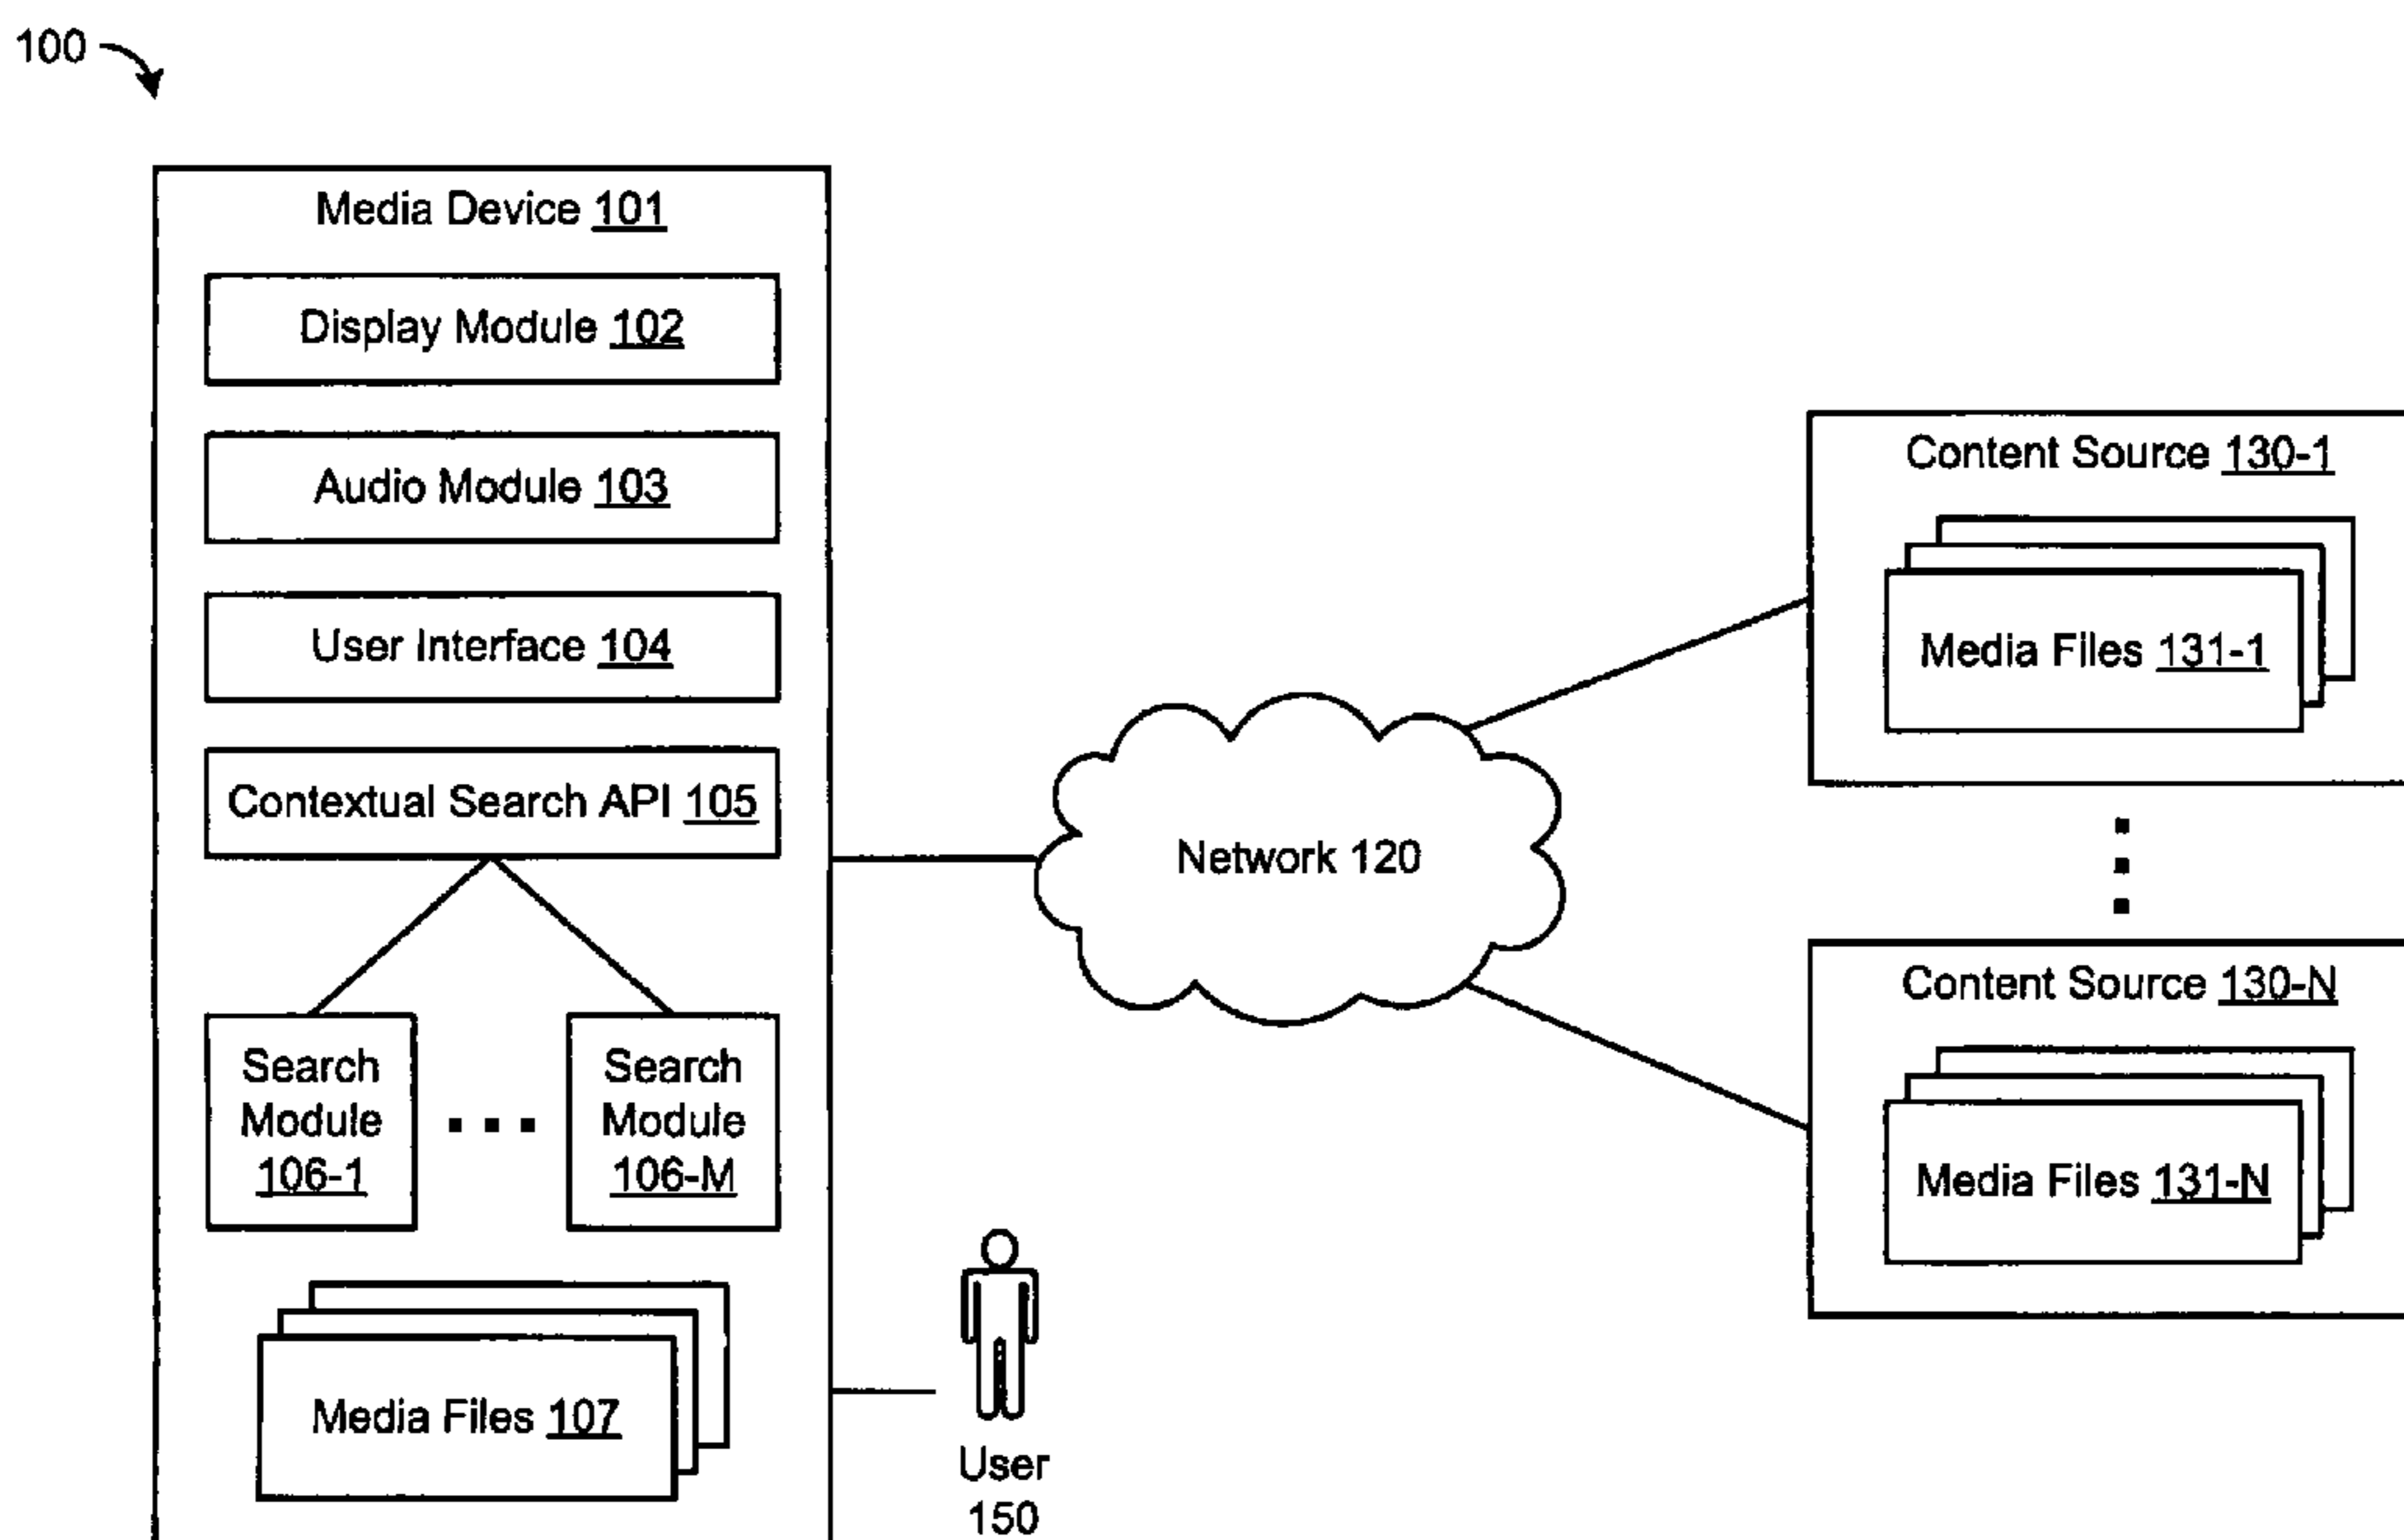 100
Media Device 101
Display Module 102
Audio Module 103
User Interface 104
Contextual Search API 105
Search
Module
106-1
Search
Module
106-M
Media Files 107
User
150
Network 120
Content Source 130-1
Media Files 131-1
Content Source 130-N
Media Files 131-N